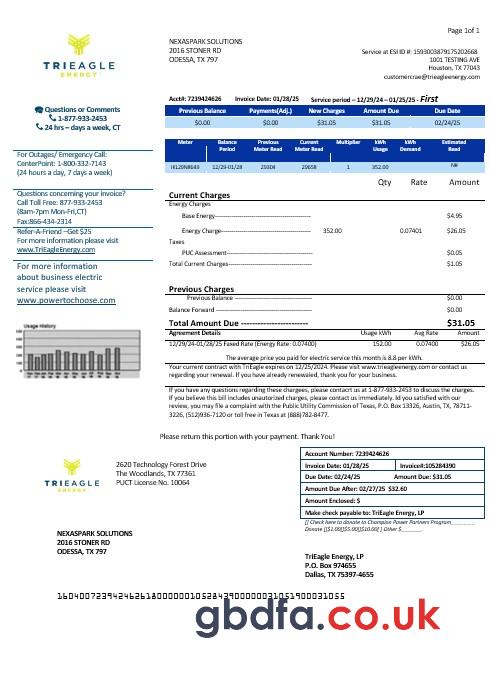 Page 1of 1
TRIEAGLE
ENERGY
NEXASPARK SOLUTIONS
2016 STONER RD
ODESSA, TX 797
Service at ESHD #: 1593003879175202668
1001 TESTING AVE
Houston, TX 77043
customercrae@trieagleenergy.com
Questions or Comments
1-877-933-2453
24 hrs – days a week, CT
Acct#: 7239424626 Invoice Date: 01/28/25 Service period – 12/29/24 – 01/25/25 - First
Previous Balance Payments(Adj.) New Charges Amount Due Due Date
$0.00 $0.00 $31.05 $31.05 02/24/25
Meter Balance Period Previous Meter Read Current Meter Read Multiplier kWh Usage kWh Demand Estimated Read
12/29-01/28 29304 29658 1 352.00
For Outages/ Emergency Call:
CenterPoint: 1-800-332-7143
(24 hours a day, 7 days a week)
Questions concerning your invoice?
Call Toll Free: 877-933-2453
(8am-7pm Mon-Fri,CT)
Fax:866-434-2314
Refer-A-Friend –Get $25
For more information please visit
www.TriEagleEnergy.com
For more information
about business electric
service please visit
www.powertochoose.com
Usage History
Qty Rate Amount
Current Charges
Energy Charges
Base Energy $4.95
Energy Charge 352.00 0.07401 $26.05
Taxes
PUC Assessment $0.05
Total Current Charges $1.05
Previous Charges
Previous Balance $0.00
Balance Forward $0.00
Total Amount Due ------------------------ $31.05
Agreement Details Usage kWh Avg Rate Amount
12/29/24-01/28/25 Faxed Rate (Energy Rate: 0.07400) 152.00 0.0740 $26.05
The average price you paid for electric service this month is 8.8 per kWh.
Your current contract with TriEagle expires on 12/25/2024. Please visit www.trieagleenergy.com or contact us
regarding your renewal. If you have already renewated, thank you for your business.
If you have any questions regarding these charges, please contacrt us at 1-877-933-2453 to discuss the charges.
If you believe this bill includes unautorized charges, please contact us immediately. Id you satisfied with our
review, you may file a complaint with the Public Utility Commission of Texas, P.O. Box 13326, Austin, TX, 78711-
3226, (512)936-7120 or toll free in Texas at (888)782-8477.
Please return this portion with your payment. Thank You!
TRIEAGLE
ENERGY
2620 Technology Forest Drive
The Woodlands, TX 77361
PUCT License No. 10064
Account Number: 7239424626
Invoice Date: 01/28/25 Invoice#:105284390
Due Date: 02/24/25 Amount Due: $31.05
Amount Due After: 02/27/25 $32.60
Amount Enclosed: $
Make check payable to: TriEagle Energy, LP
[[ Check here to donate to Champion Power Partners Program
Donate [[$1.00[[$5.00[[$10.00[ ] Other $
NEXASPARK SOLUTIONS
2016 STONER RD
ODESSA, TX 797
TriEagle Energy, LP
P.O. Box 974655
Dallas, TX 75397-4655
gbdfa.co.uk